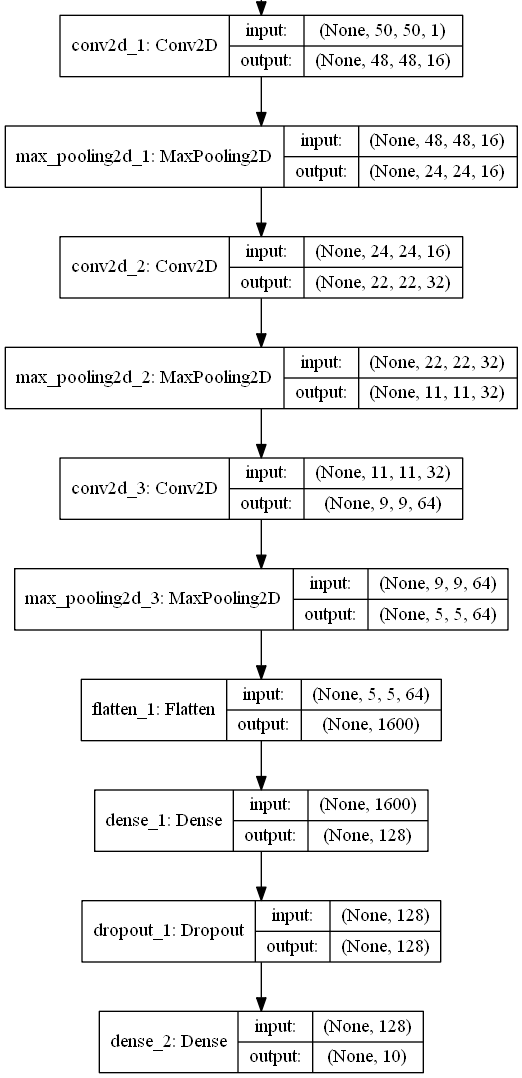 conv2d_1: Conv2D
input: (None, 50, 50, 1)
output: (None, 48, 48, 16)
max_pooling2d_1: MaxPooling2D
input: (None, 48, 48, 16)
output: (None, 24, 24, 16)
conv2d_2: Conv2D
input: (None, 24, 24, 16)
output: (None, 22, 22, 32)
max_pooling2d_2: MaxPooling2D
input: (None, 22, 22, 32)
output: (None, 11, 11, 32)
conv2d_3: Conv2D
input: (None, 11, 11, 32)
output: (None, 9, 9, 64)
max_pooling2d_3: MaxPooling2D
input: (None, 9, 9, 64)
output: (None, 5, 5, 64)
flatten_1: Flatten
input: (None, 5, 5, 64)
output: (None, 1600)
dense_1: Dense
input: (None, 1600)
output: (None, 128)
dropout_1: Dropout
input: (None, 128)
output: (None, 128)
dense_2: Dense
input: (None, 128)
output: (None, 10)